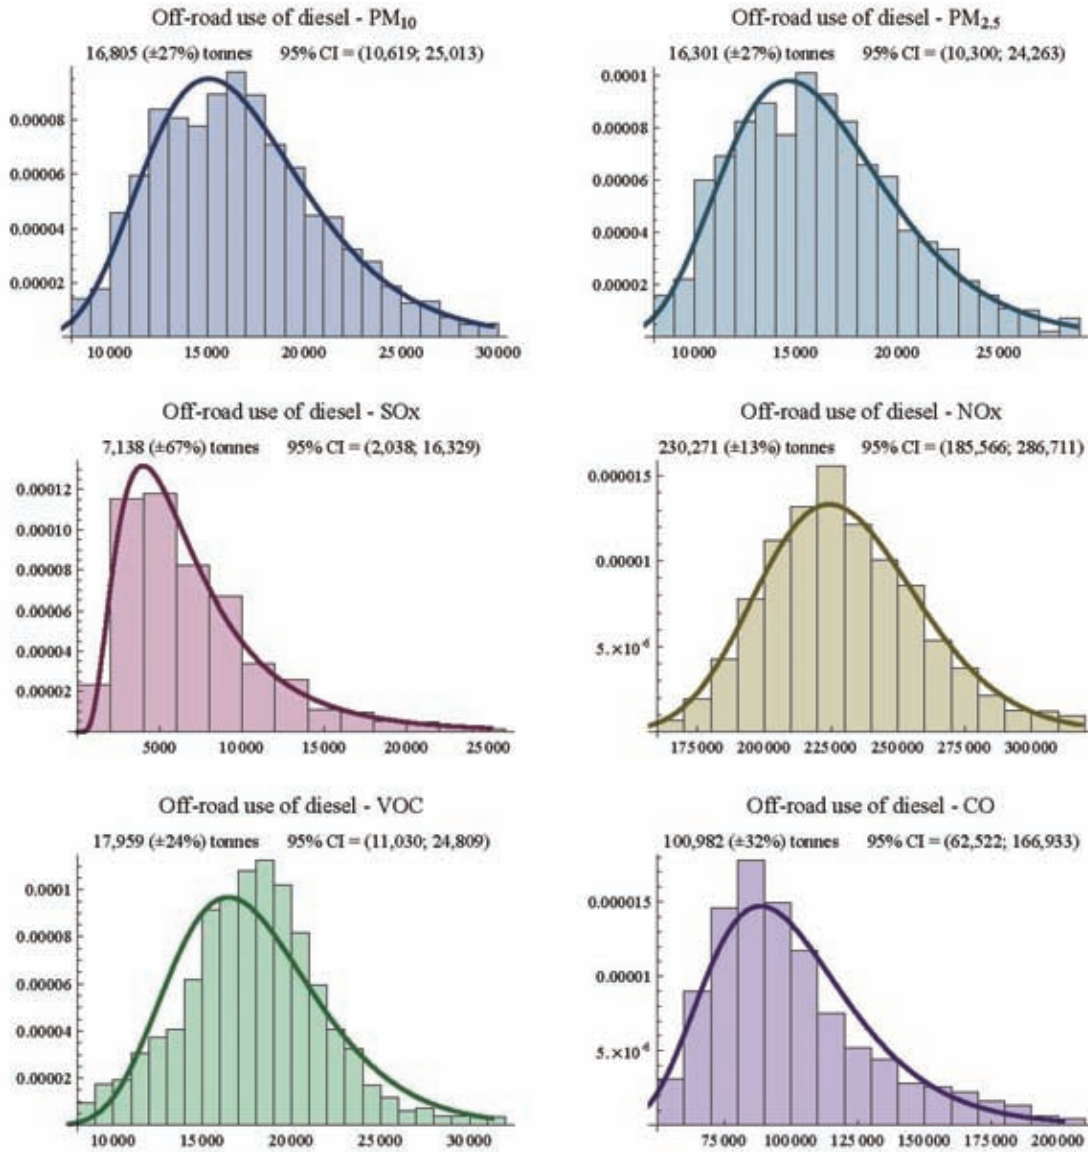 Off-road use of diesel - PM10
16,805 (±27%) tonnes 95% CI = (10,619; 25,013)
0.00008
0.00006
0.00004
0.00002
10 000 15 000 20 000 25 000 30 000
Off-road use of diesel - PM2.5
16,301 (±27%) tonnes 95% CI = (10,300; 24,263)
0.0001
0.00008
0.00006
0.00004
0.00002
10 000 15 000 20 000 25 000
Off-road use of diesel - SOx
7,138 (±67%) tonnes 95% CI = (2,038; 16,329)
0.00012
0.00010
0.00008
0.00006
0.00004
0.00002
5000 10 000 15 000 20 000 25 000
Off-road use of diesel - NOx
230,271 (±13%) tonnes 95% CI = (185,566; 286,711)
0.000015
0.00001
5.×10-6
175 000 200 000 225 000 250 000 275 000 300 000
Off-road use of diesel - VOC
17,959 (±24%) tonnes 95% CI = (11,030; 24,809)
0.0001
0.00008
0.00006
0.00004
0.00002
10 000 15 000 20 000 25 000 30 000
Off-road use of diesel - CO
100,982 (±32%) tonnes 95% CI = (62,522; 166,933)
0.000015
0.00001
5.×10-6
75 000 100 000 125 000 150 000 175 000 200 000